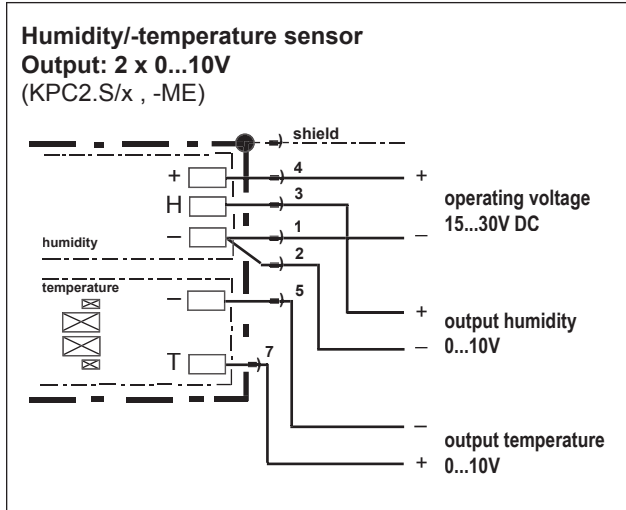 Humidity/-temperature sensor
Output: 2 x 0...10V
(KPC2.S/x , -ME)
shield
+ 4 +
H 3
operating voltage
15...30V DC
– 1 –
humidity
2
temperature
– 5
+
output humidity
– 0...10V
T 7
–
output temperature
+ 0...10V